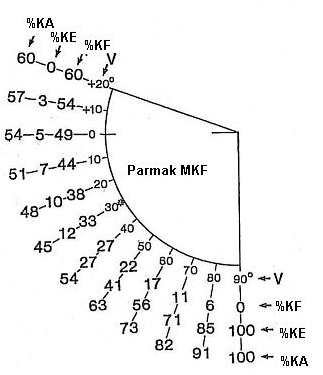 %KA
%KE
%KF
V
60-0-60-+20°
57-3-54-+10
54-5-49-0
51-7-44-10
48-10-38-20
45-12-33-30°
54-27-27-40
63-41-22-50
73-56-17-60
82-71-11-70
91-85-6-80
Parmak MKF
90° ← V
0 ← %KF
100 ← %KE
100 ← %KA